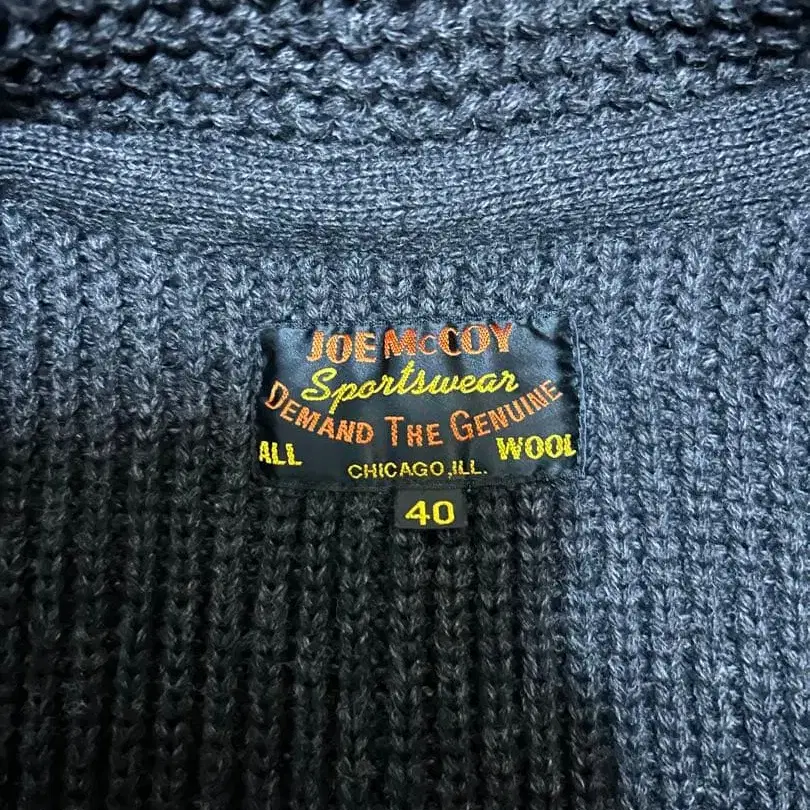 JOE McCOY
Sportswear
DEMAND THE GENUINE
ALL WOOL
CHICAGO, ILL.
40